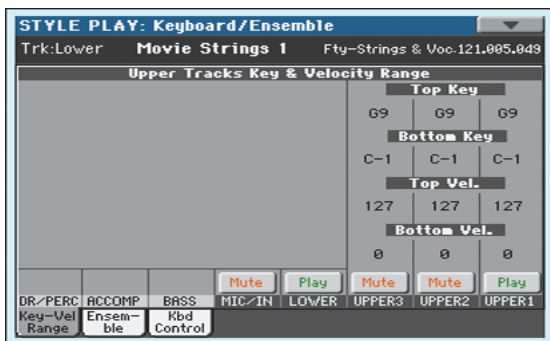 STYLE PLAY: Keyboard/Ensemble
Trk:Lower Movie Strings 1 Fty-Strings & Voc.121.005.049
Upper Tracks Key & Velocity Range
Top Key
G9 G9 G9
Bottom Key
C-1 C-1 C-1
Top Vel.
127 127 127
Bottom Vel.
0 0 0
Mute Play Mute Mute Play
DR/PERC ACCOMP BASS MIC/IN LOWER UPPER3 UPPER2 UPPER1
Key-Vel Range Ensem-ble Kbd Control